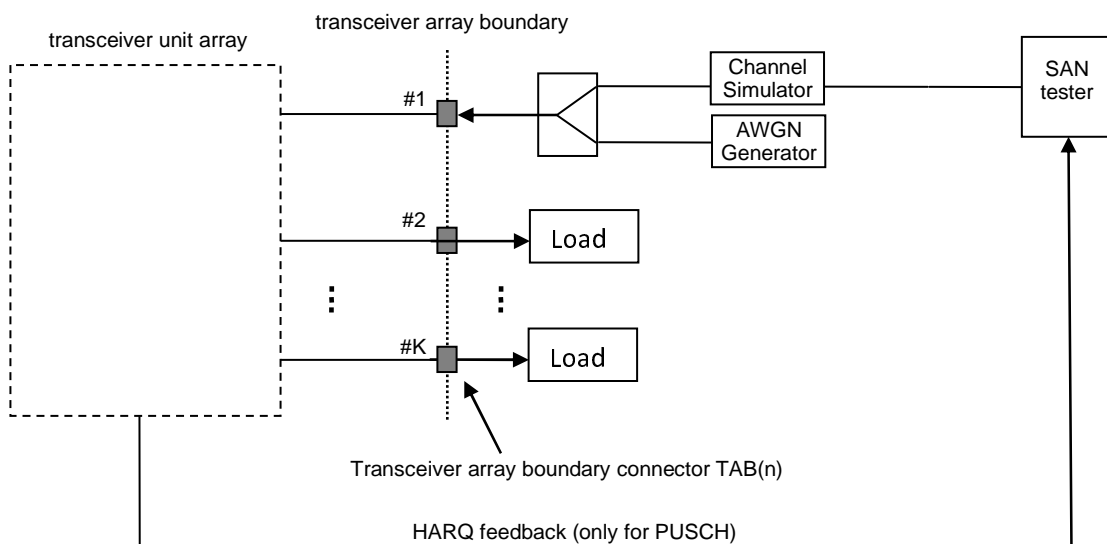 transceiver array boundary
transceiver unit array
Channel
Simulator
SAN
tester
#1
AWGN
Generator
#2
Load
#K
Load
Transceiver array boundary connector TAB(n)
HARQ feedback (only for PUSCH)